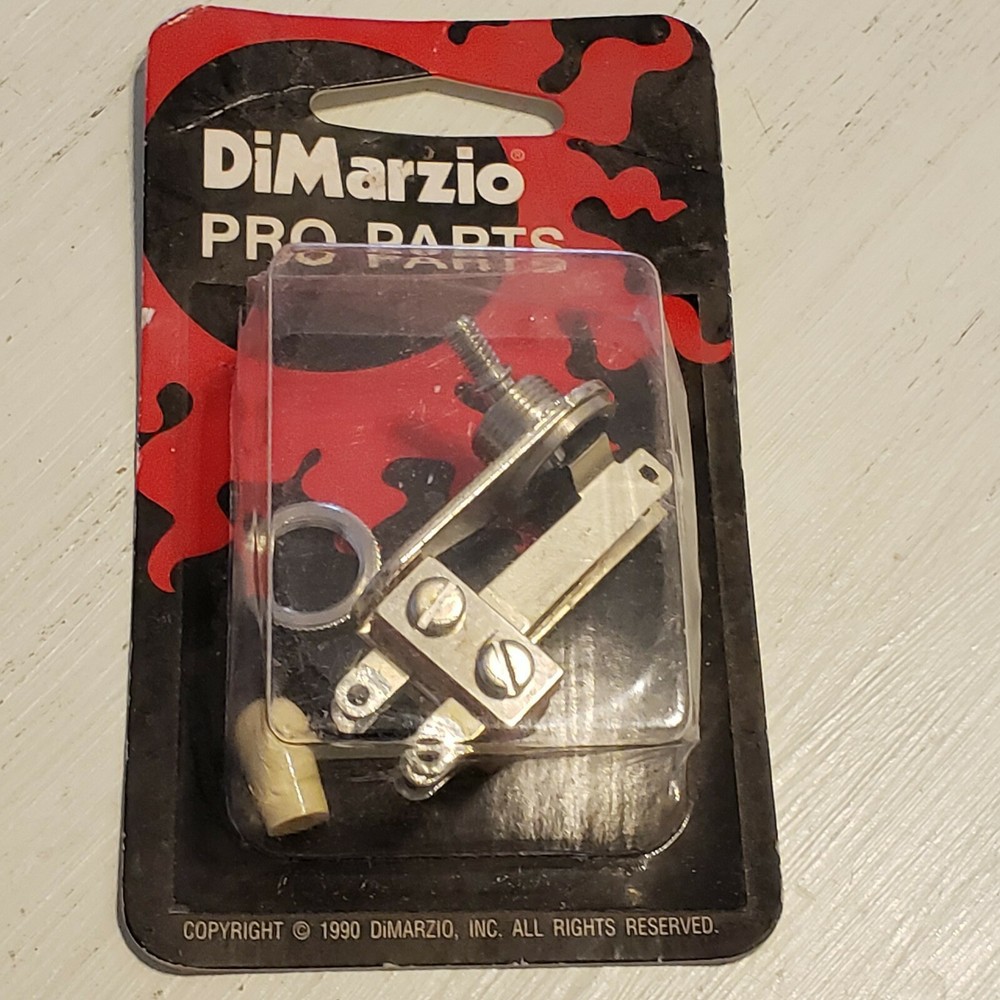 DiMarzio®
PRO PARTS
COPYRIGHT © 1990 DiMARZIO, INC. ALL RIGHTS RESERVED.